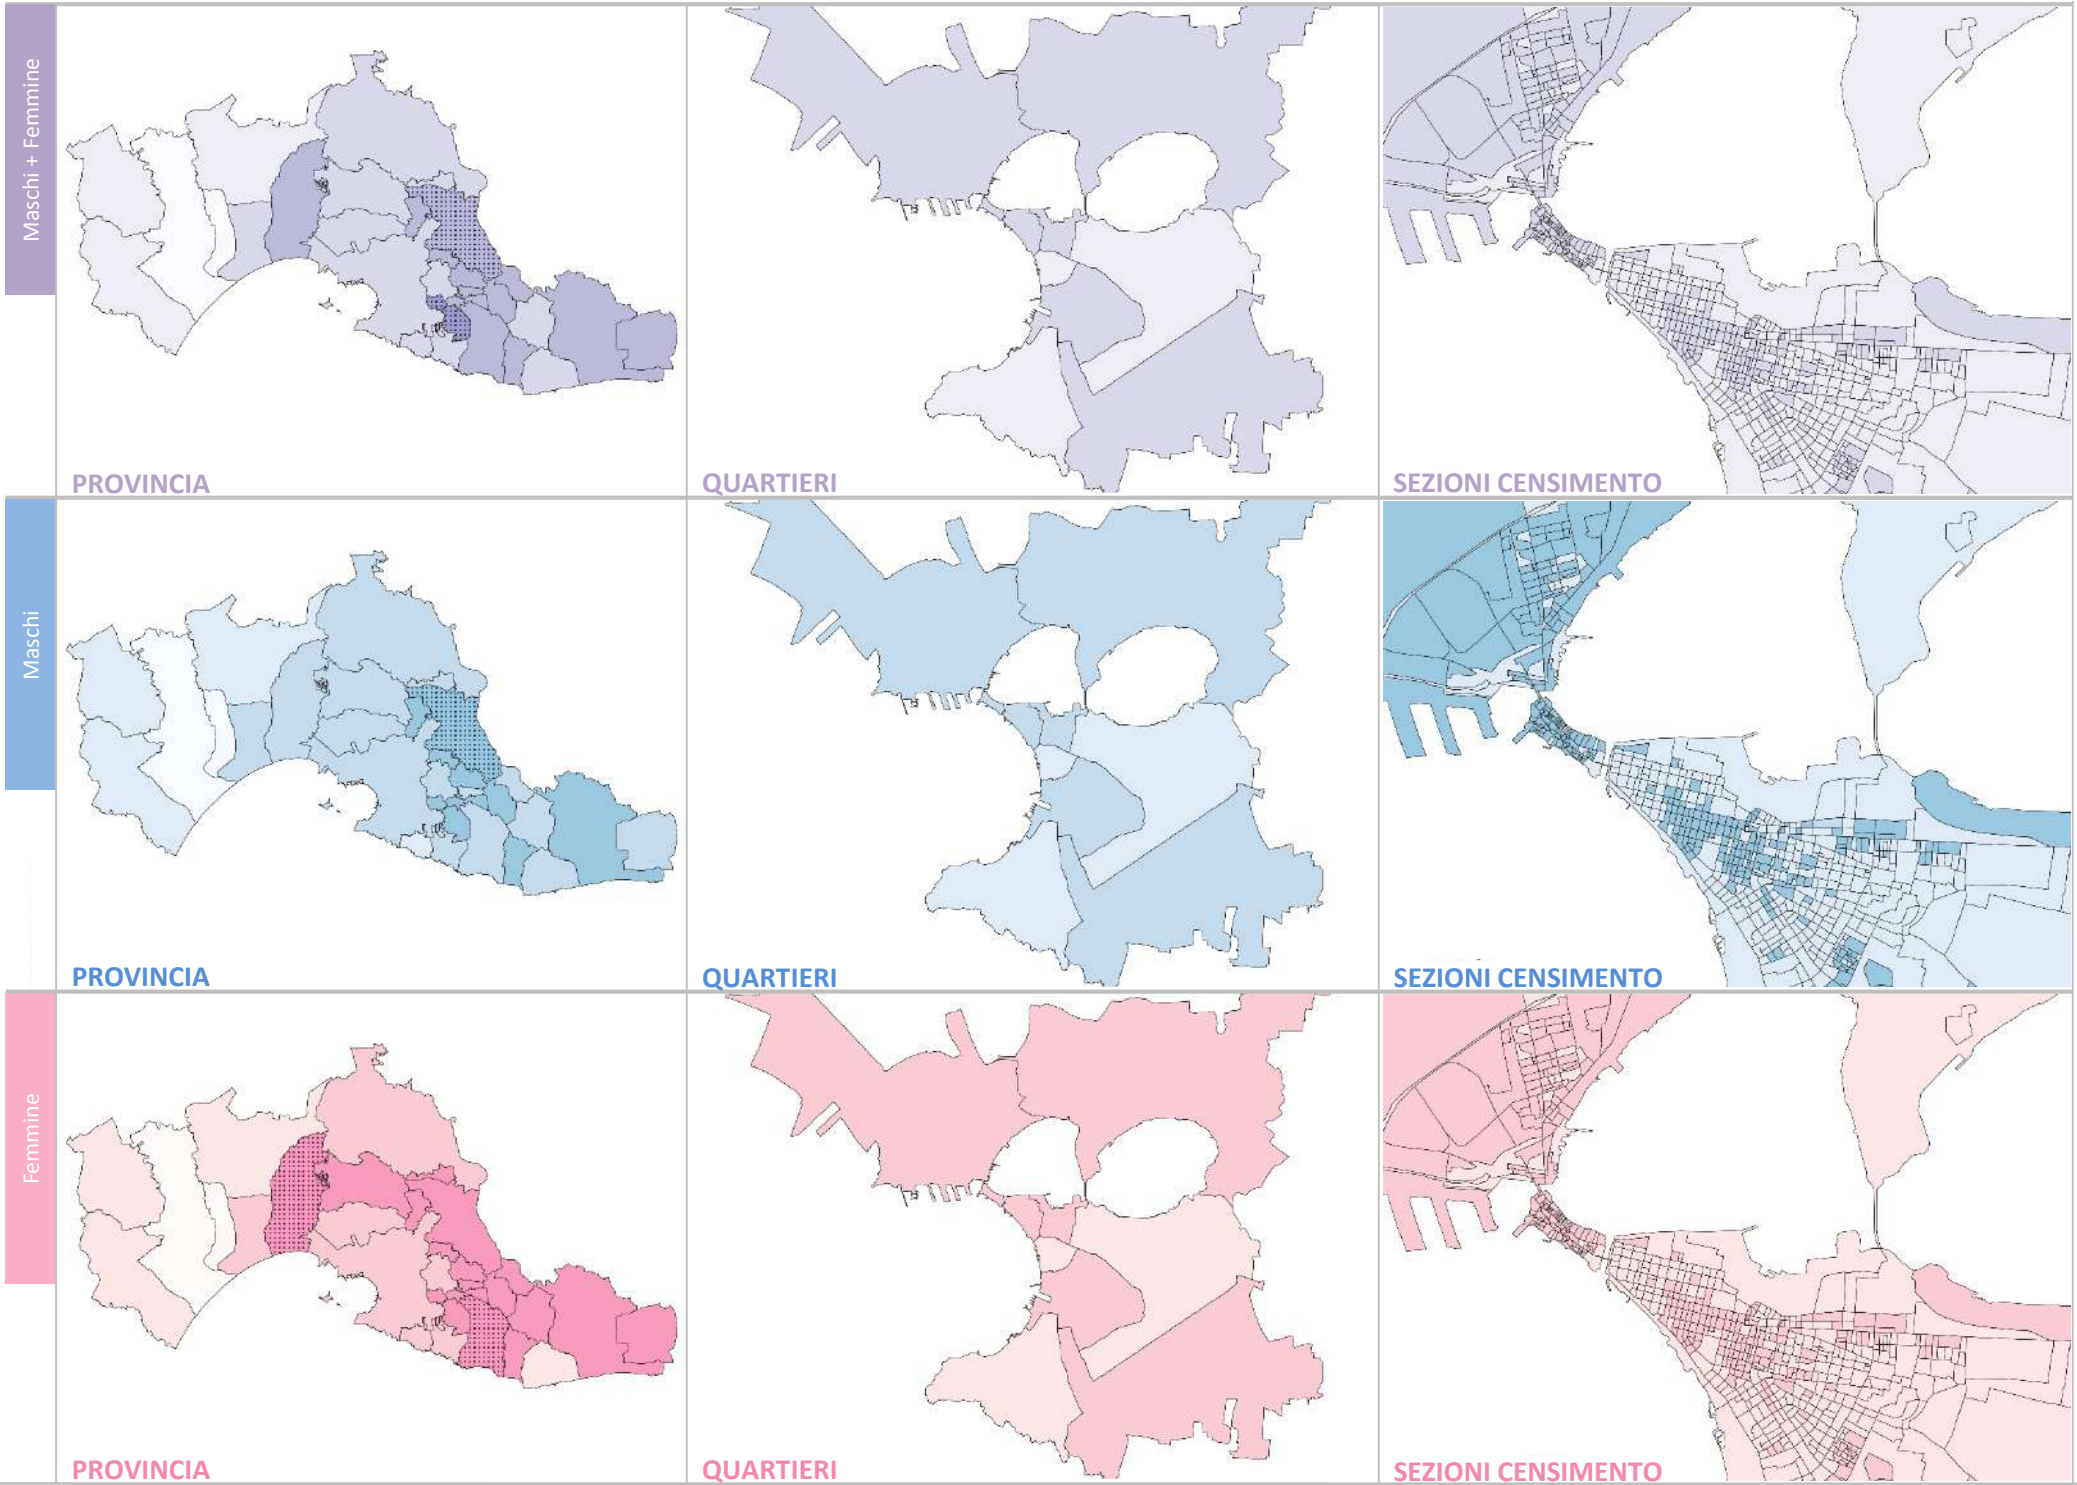 Maschi + Femmine
PROVINCIA
QUARTIERI
SEZIONI CENSIMENTO
Maschi
PROVINCIA
QUARTIERI
SEZIONI CENSIMENTO
Femmine
PROVINCIA
QUARTIERI
SEZIONI CENSIMENTO